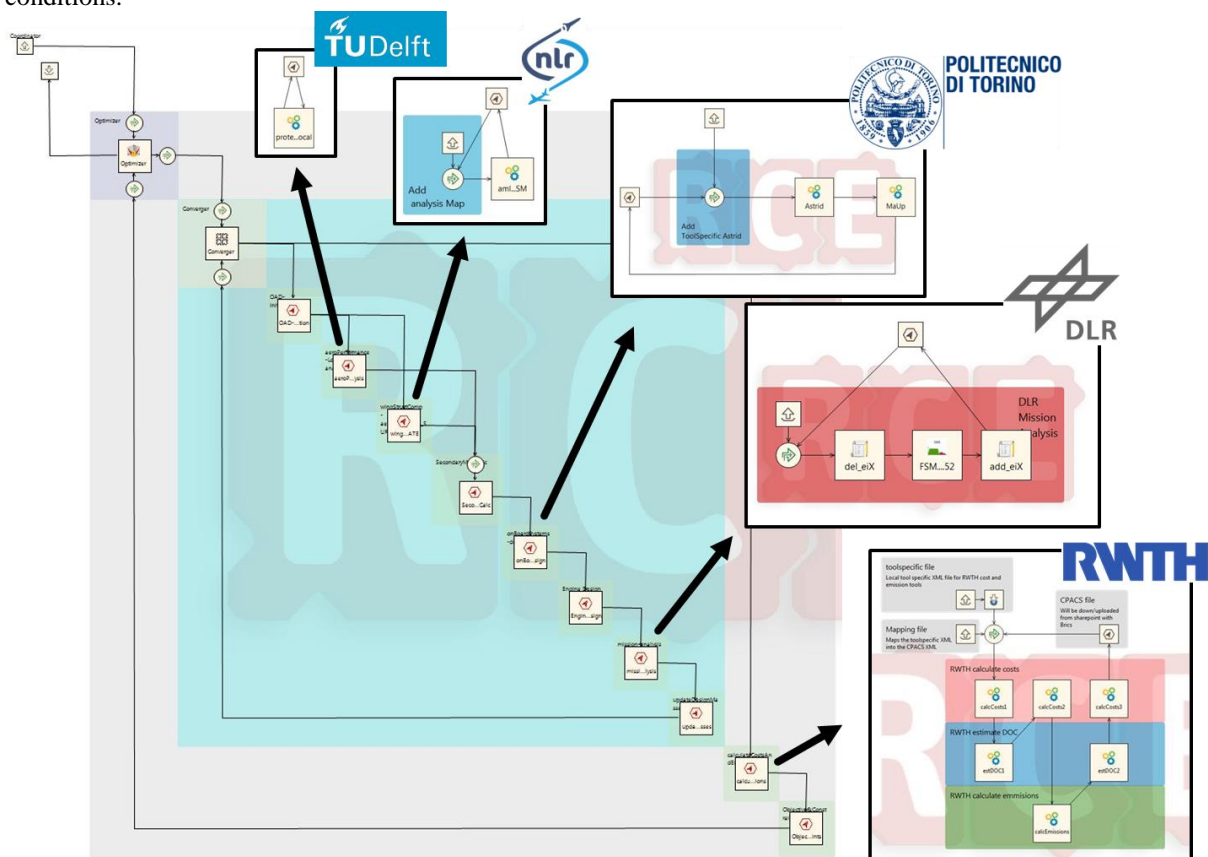 conditions.
Coordinator
TUDelft
nlr
POLITECNICO
DI TORINO
Optimizer
Optimizer
prote...ocal
Add
analysis Map
aml...SM
Add
ToolSpecific Astrid
Astrid
MaUp
RCE
Converger
Converger
OAD-...tion
aeroP...ysis
wing...ATE
Seco...Calc
onBo...sign
Engine Design
Engin...sign
missi...lysis
upda...sses
calcu...ions
Objec...ints
DLR
DLR
Mission
del_eiX
FSM....52
add_eiX
RCE
RCE
RWTH
toolspecific file
Local tool specific XML file for RWTH cost and
emission tools
CPACS file
Will be down/uploaded
from sharepoint with
Brics
Mapping file
Maps the toolspecific XML
into the CPACS XML
RWTH calculate costs
calcCosts1
calcCosts2
calcCosts3
RWTH estimate DOC
estDOC1
estDOC2
RWTH calculate emmisions
calcEmissions